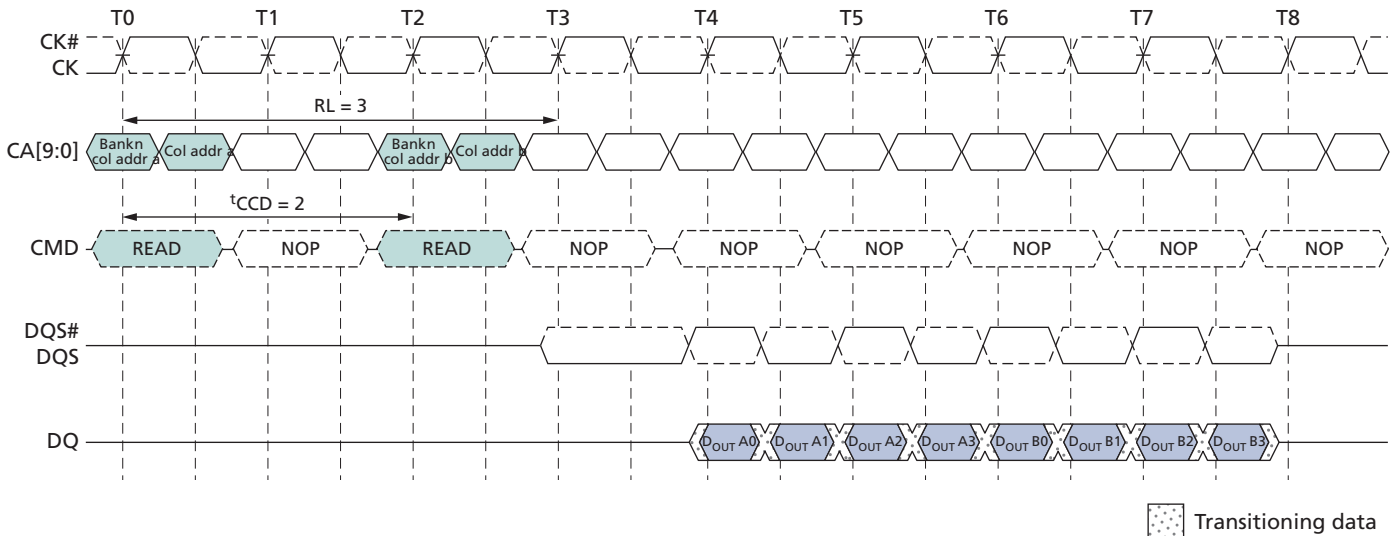 T0 T1 T2 T3 T4 T5 T6 T7 T8
CK#
CK
RL = 3
CA[9:0]
Bankn
col addr a
Col addr a
Bankn
col addr b
Col addr b
tCCD = 2
CMD READ NOP READ NOP NOP NOP NOP NOP NOP
DQS#
DQS
DQ DOUT A0 DOUT A1 DOUT A2 DOUT A3 DOUT B0 DOUT B1 DOUT B2 DOUT B3
Transitioning data